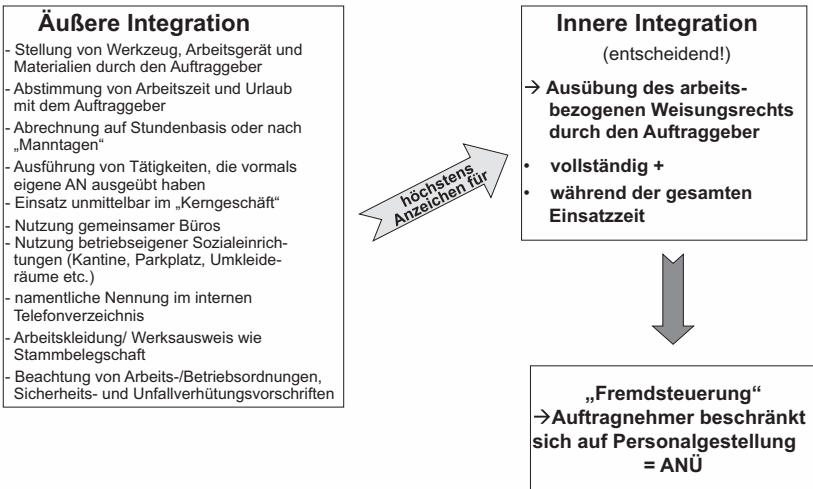 Äußere Integration
- Stellung von Werkzeug, Arbeitsgerät und
Materialien durch den Auftraggeber
- Abstimmung von Arbeitszeit und Urlaub
mit dem Auftraggeber
- Abrechnung auf Stundenbasis oder nach
„Manntagen“
- Ausführung von Tätigkeiten, die vormals
eigene AN ausgeübt haben
- Einsatz unmittelbar im „Kerngeschäft“
- Nutzung gemeinsamer Büros
- Nutzung betriebseigener Sozialeinrich-
tungen (Kantine, Parkplatz, Umkleide-
räume etc.)
- namentliche Nennung im internen
Telefonverzeichnis
- Arbeitskleidung/ Werksausweis wie
Stammbelegschaft
- Beachtung von Arbeits-/Betriebsordnungen,
Sicherheits- und Unfallverhütungsvorschriften
höchstens
Anzeichen für
Innere Integration
(entscheidend!)
→ Ausübung des arbeits-
bezogenen Weisungsrechts
durch den Auftraggeber
• vollständig +
• während der gesamten
Einsatzzeit
„Fremdsteuerung“
→Auftragnehmer beschränkt
sich auf Personalgestellung
= ANÜ